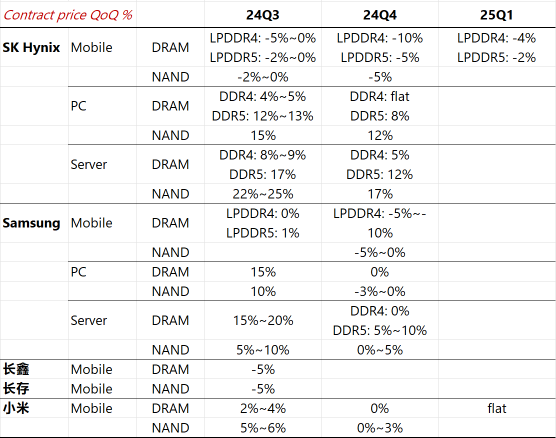 Contract price QoQ % 24Q3 24Q4 25Q1
SK Hynix Mobile DRAM LPDDR4: -5%~0% LPDDR4: -10% LPDDR4: -4%
LPDDR5: -2%~0% LPDDR5: -5% LPDDR5: -2%
NAND -2%~0% -5%
PC DRAM DDR4: 4%~5% DDR4: flat
DDR5: 12%~13% DDR5: 8%
NAND 15% 12%
Server DRAM DDR4: 8%~9% DDR4: 5%
DDR5: 17% DDR5: 12%
NAND 22%~25% 17%
Samsung Mobile DRAM LPDDR4: 0% LPDDR4: -5%~-
LPDDR5: 1% 10%
NAND -5%~0%
PC DRAM 15% 0%
NAND 10% -3%~0%
Server DRAM 15%~20% DDR4: 0%
DDR5: 5%~10%
NAND 5%~10% 0%~5%
长鑫 Mobile DRAM -5%
长存 Mobile NAND -5%
小米 Mobile DRAM 2%~4% 0% flat
NAND 5%~6% 0%~3%